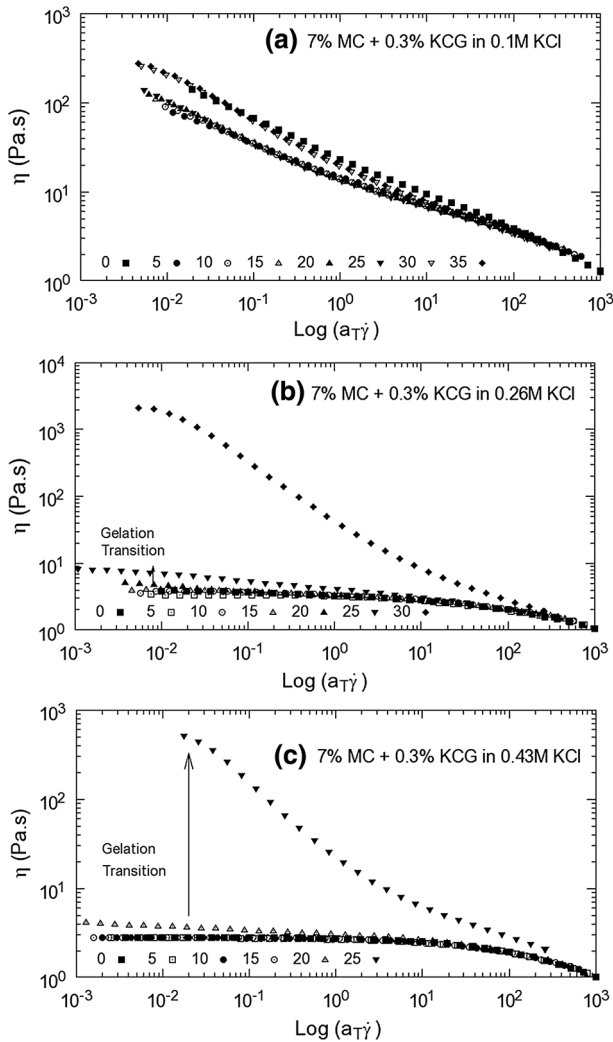 (a) 7% MC + 0.3% KCG in 0.1M KCl
η (Pa.s)
10³
10²
10¹
10⁰
0 ■ 5 ● 10 ⊙ 15 △ 20 ▲ 25 ▼ 30 ▽ 35 ◆
10⁻³ 10⁻² 10⁻¹ 10⁰ 10¹ 10² 10³
Log (aTγ̇)
(b) 7% MC + 0.3% KCG in 0.26M KCl
η (Pa.s)
10⁴
10³
10²
10¹
10⁰
Gelation
Transition
0 ■ 5 ⊡ 10 ⊙ 15 △ 20 ▲ 25 ▼ 30 ◆
10⁻³ 10⁻² 10⁻¹ 10⁰ 10¹ 10² 10³
Log (aTγ̇)
(c) 7% MC + 0.3% KCG in 0.43M KCl
η (Pa.s)
10³
10²
10¹
10⁰
Gelation
Transition
0 ■ 5 ⊡ 10 ● 15 ⊙ 20 △ 25 ▼
10⁻³ 10⁻² 10⁻¹ 10⁰ 10¹ 10² 10³
Log (aTγ̇)